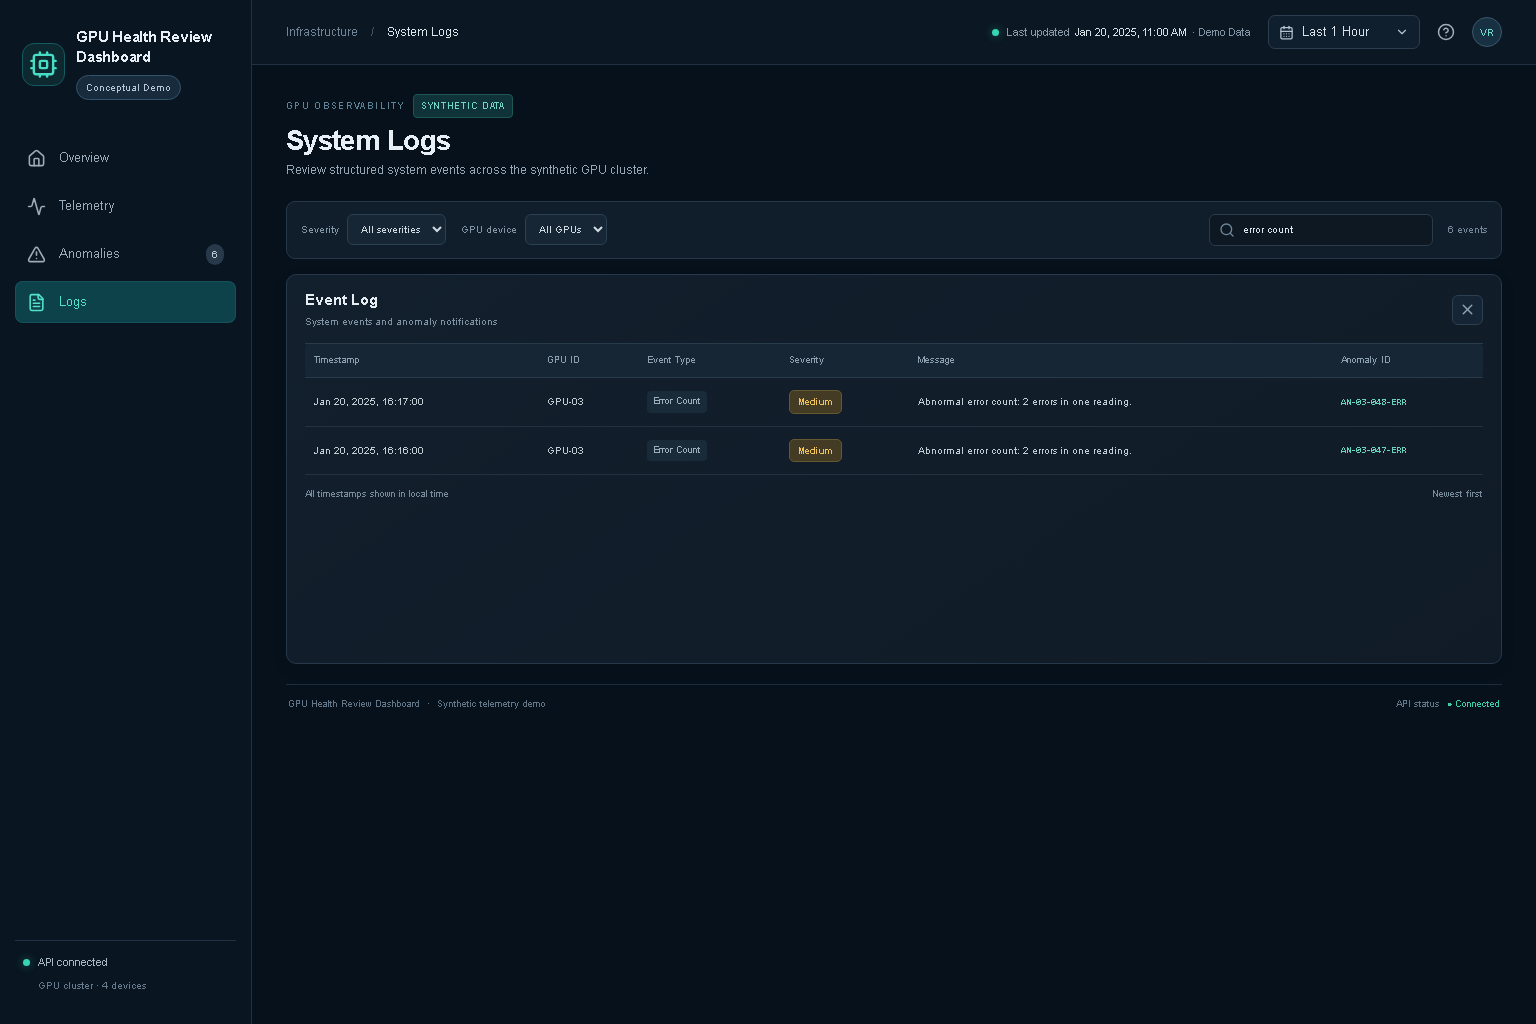 GPU Health Review
Dashboard
Conceptual Demo
Overview
Telemetry
Anomalies 6
Logs
API connected
GPU cluster · 4 devices
Infrastructure / System Logs
Last updated Jan 20, 2025, 11:00 AM · Demo Data
Last 1 Hour
VR
GPU OBSERVABILITY SYNTHETIC DATA
System Logs
Review structured system events across the synthetic GPU cluster.
Severity All severities GPU device All GPUs error count 6 events
Event Log
System events and anomaly notifications
Timestamp GPU ID Event Type Severity Message Anomaly ID
Jan 20, 2025, 16:17:00 GPU-03 Error Count Medium Abnormal error count: 2 errors in one reading. AN-03-048-ERR
Jan 20, 2025, 16:16:00 GPU-03 Error Count Medium Abnormal error count: 2 errors in one reading. AN-03-047-ERR
All timestamps shown in local time Newest first
GPU Health Review Dashboard · Synthetic telemetry demo API status • Connected